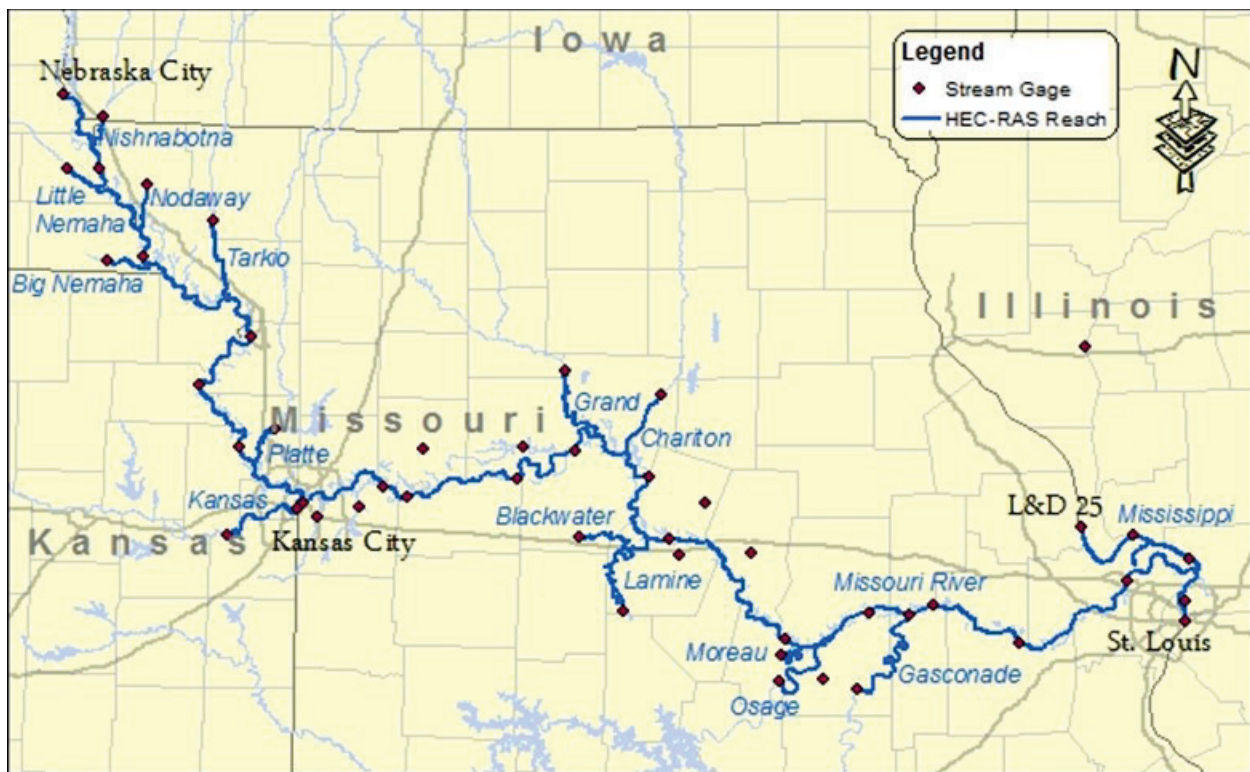 Iowa
Legend
Stream Gage
HEC-RAS Reach
N
Nebraska City
Nishnabotna
Little
Nemaha
Nodaway
Tarkio
Big Nemaha
Illinois
Missouri
Grand
Chariton
Platte
Kansas
Kansas
Kansas City
Blackwater
Lamine
L&D 25
Mississippi
Missouri River
St. Louis
Moreau
Osage
Gasconade